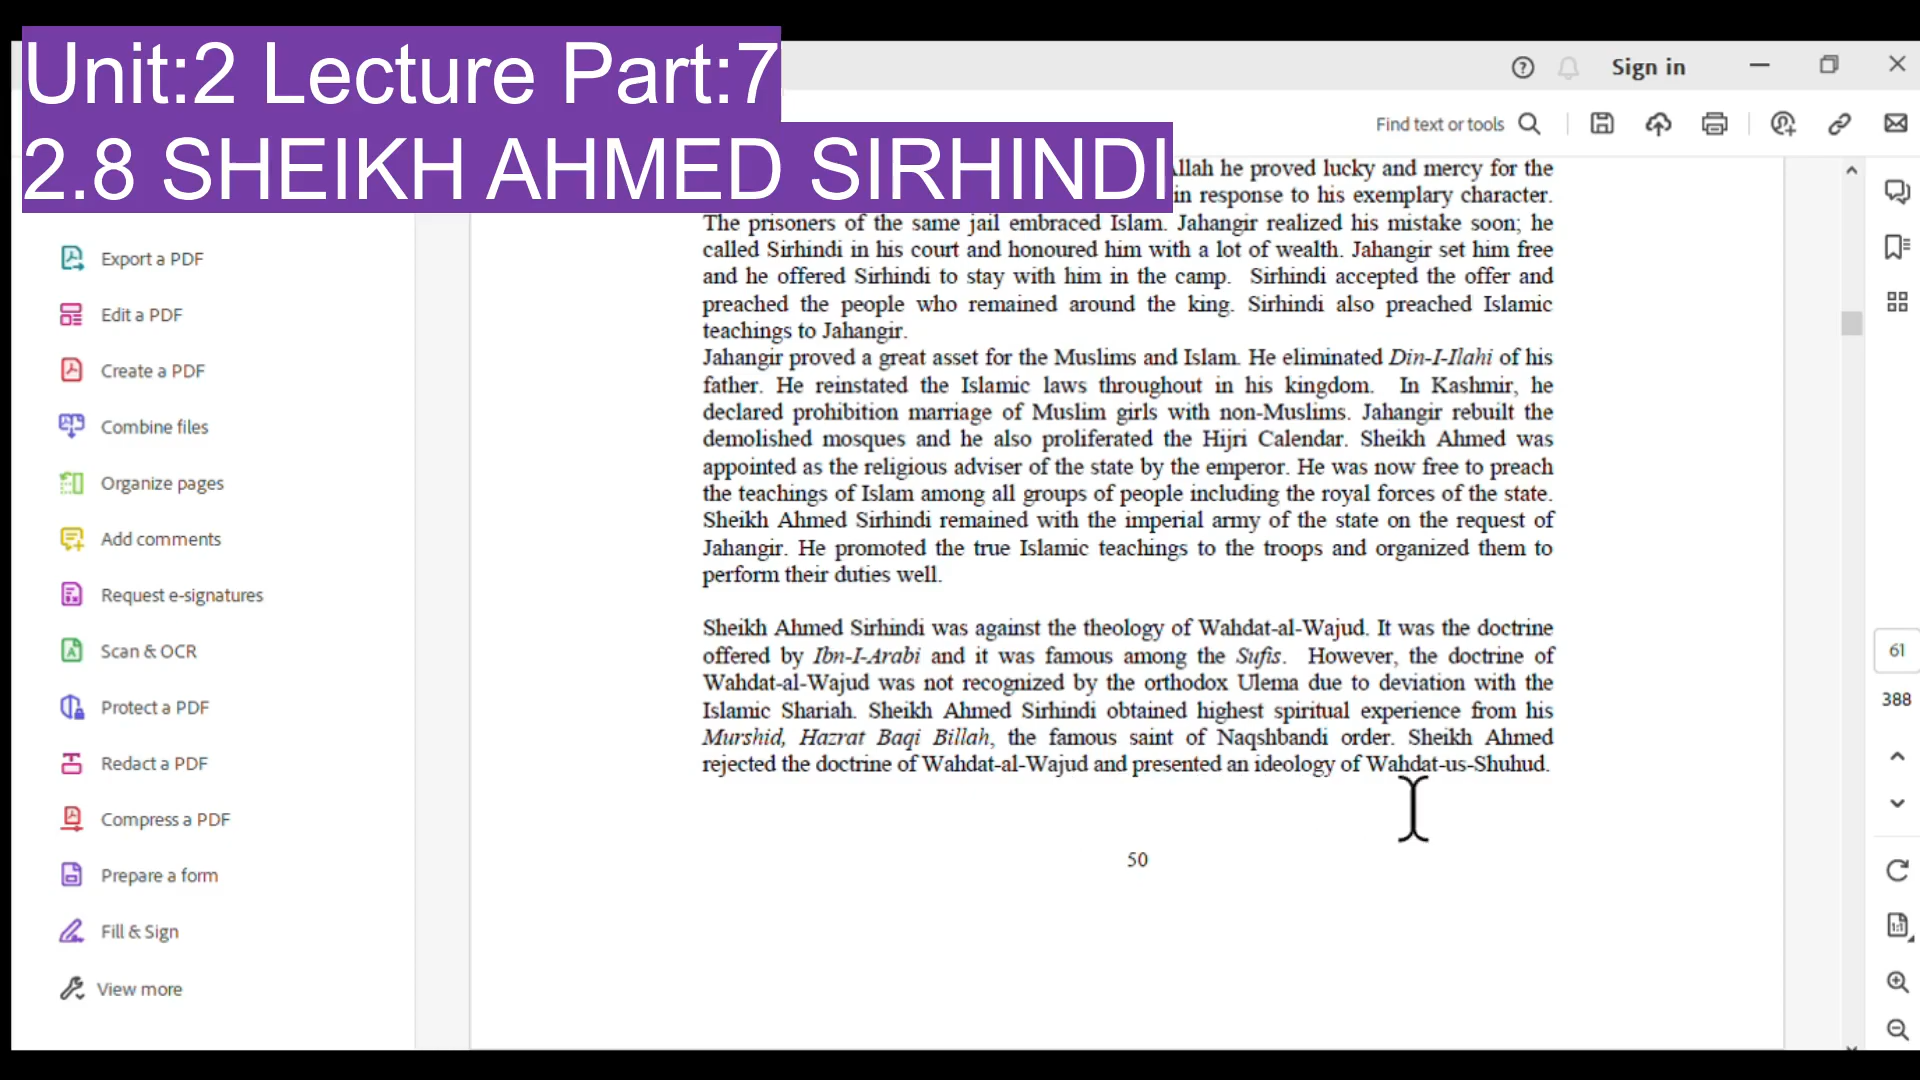 Unit:2 Lecture Part:7
2.8 SHEIKH AHMED SIRHINDI
Sign in
Find text or tools
Export a PDF
Edit a PDF
Create a PDF
Combine files
Organize pages
Add comments
Request e-signatures
Scan & OCR
Protect a PDF
Redact a PDF
Compress a PDF
Prepare a form
Fill & Sign
View more
Allah he proved lucky and mercy for the
in response to his exemplary character.
The prisoners of the same jail embraced Islam. Jahangir realized his mistake soon; he
called Sirhindi in his court and honoured him with a lot of wealth. Jahangir set him free
and he offered Sirhindi to stay with him in the camp. Sirhindi accepted the offer and
preached the people who remained around the king. Sirhindi also preached Islamic
teachings to Jahangir.
Jahangir proved a great asset for the Muslims and Islam. He eliminated Din-I-Ilahi of his
father. He reinstated the Islamic laws throughout in his kingdom. In Kashmir, he
declared prohibition marriage of Muslim girls with non-Muslims. Jahangir rebuilt the
demolished mosques and he also proliferated the Hijri Calendar. Sheikh Ahmed was
appointed as the religious adviser of the state by the emperor. He was now free to preach
the teachings of Islam among all groups of people including the royal forces of the state.
Sheikh Ahmed Sirhindi remained with the imperial army of the state on the request of
Jahangir. He promoted the true Islamic teachings to the troops and organized them to
perform their duties well.
Sheikh Ahmed Sirhindi was against the theology of Wahdat-al-Wajud. It was the doctrine
offered by Ibn-I-Arabi and it was famous among the Sufis. However, the doctrine of
Wahdat-al-Wajud was not recognized by the orthodox Ulema due to deviation with the
Islamic Shariah. Sheikh Ahmed Sirhindi obtained highest spiritual experience from his
Murshid, Hazrat Baqi Billah, the famous saint of Naqshbandi order. Sheikh Ahmed
rejected the doctrine of Wahdat-al-Wajud and presented an ideology of Wahdat-us-Shuhud.
50
61
388